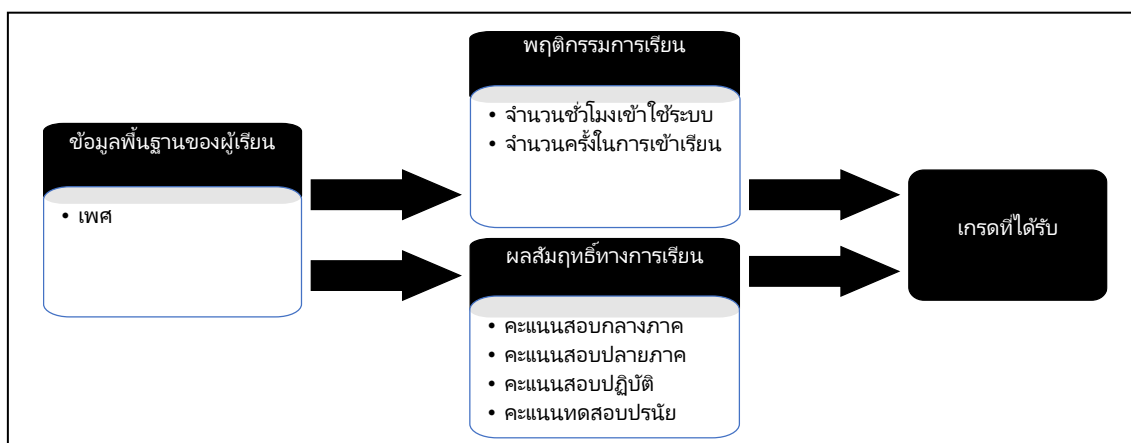 ข้อมูลพื้นฐานของผู้เรียน
• เพศ
พฤติกรรมการเรียน
• จำนวนชั่วโมงเข้าใช้ระบบ
• จำนวนครั้งในการเข้าเรียน
ผลสัมฤทธิ์ทางการเรียน
• คะแนนสอบกลางภาค
• คะแนนสอบปลายภาค
• คะแนนสอบปฏิบัติ
• คะแนนทดสอบปรนัย
เกรดที่ได้รับ